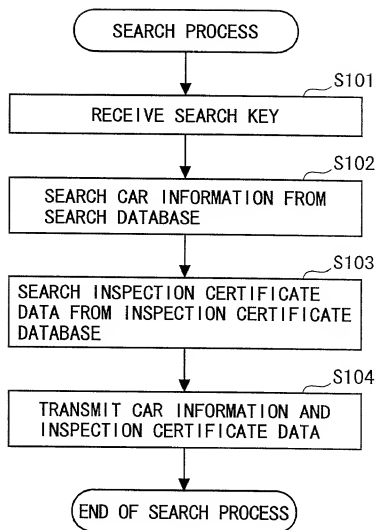 SEARCH PROCESS
S101
RECEIVE SEARCH KEY
S102
SEARCH CAR INFORMATION FROM
SEARCH DATABASE
S103
SEARCH INSPECTION CERTIFICATE
DATA FROM INSPECTION CERTIFICATE
DATABASE
S104
TRANSMIT CAR INFORMATION AND
INSPECTION CERTIFICATE DATA
END OF SEARCH PROCESS